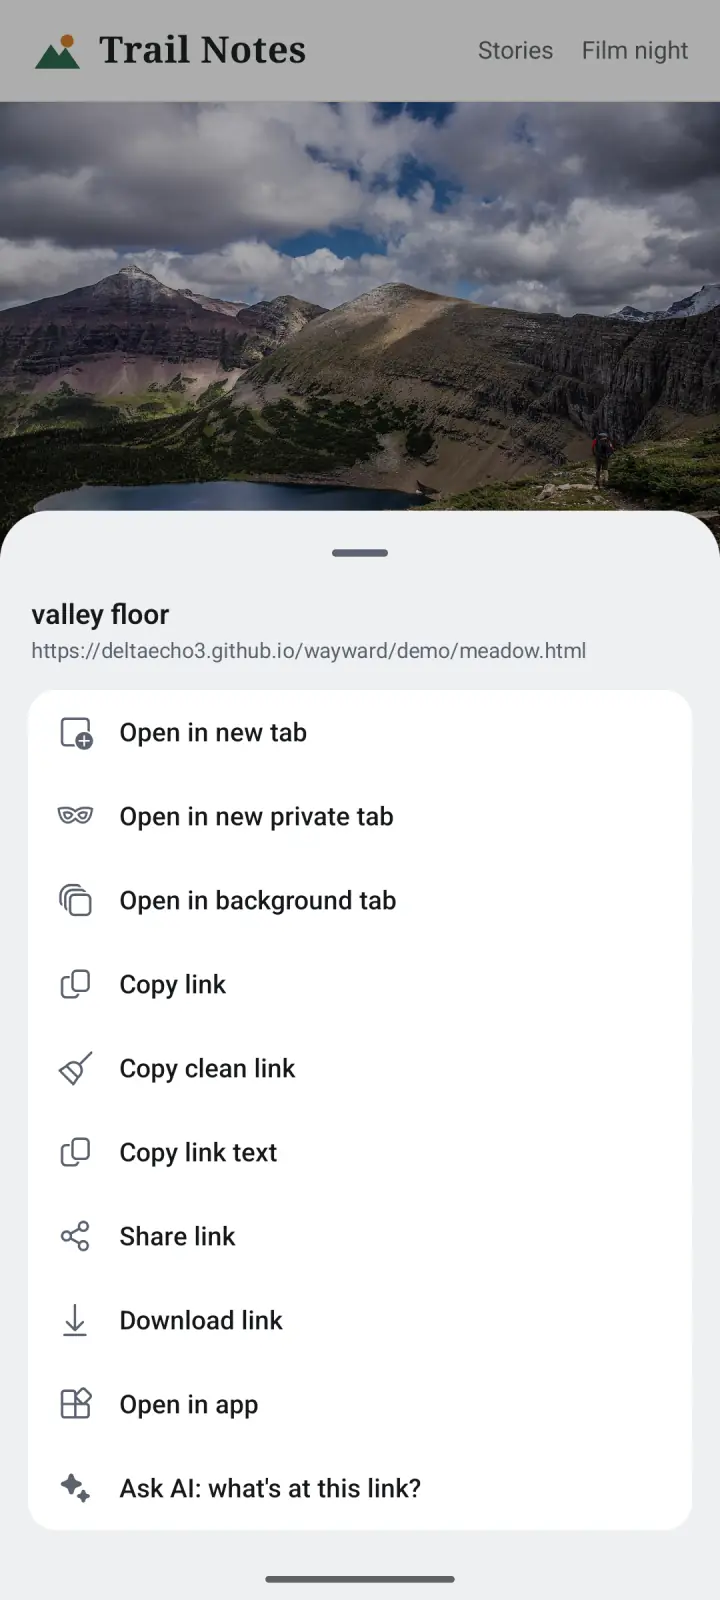 Trail Notes
Stories
Film night
valley floor
https://deltaecho3.github.io/wayward/demo/meadow.html
Open in new tab
Open in new private tab
Open in background tab
Copy link
Copy clean link
Copy link text
Share link
Download link
Open in app
Ask AI: what's at this link?